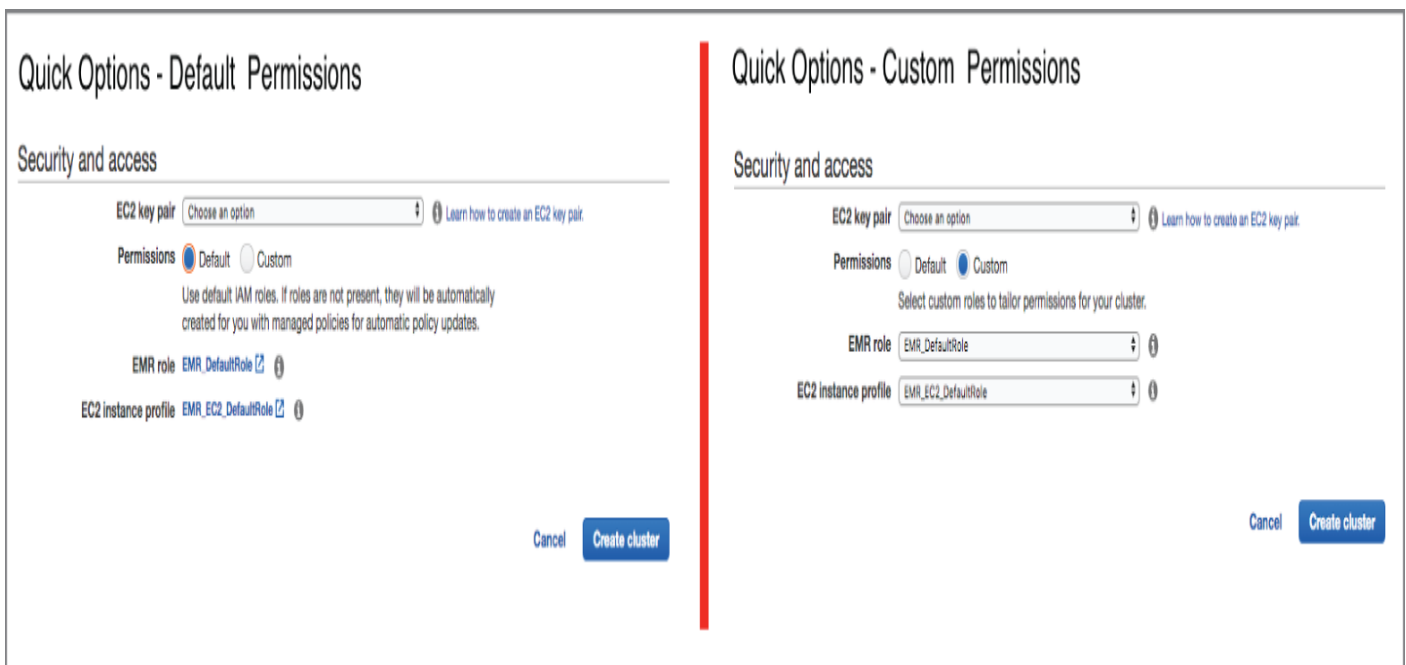 Quick Options - Default Permissions
Security and access
EC2 key pair Choose an option Learn how to create an EC2 key pair.
Permissions Default Custom
Use default IAM roles. If roles are not present, they will be automatically
created for you with managed policies for automatic policy updates.
EMR role EMR_DefaultRole
EC2 instance profile EMR_EC2_DefaultRole
Cancel Create cluster
Quick Options - Custom Permissions
Security and access
EC2 key pair Choose an option Learn how to create an EC2 key pair.
Permissions Default Custom
Select custom roles to tailor permissions for your cluster.
EMR role EMR_DefaultRole
EC2 instance profile EMR_EC2_DefaultRole
Cancel Create cluster